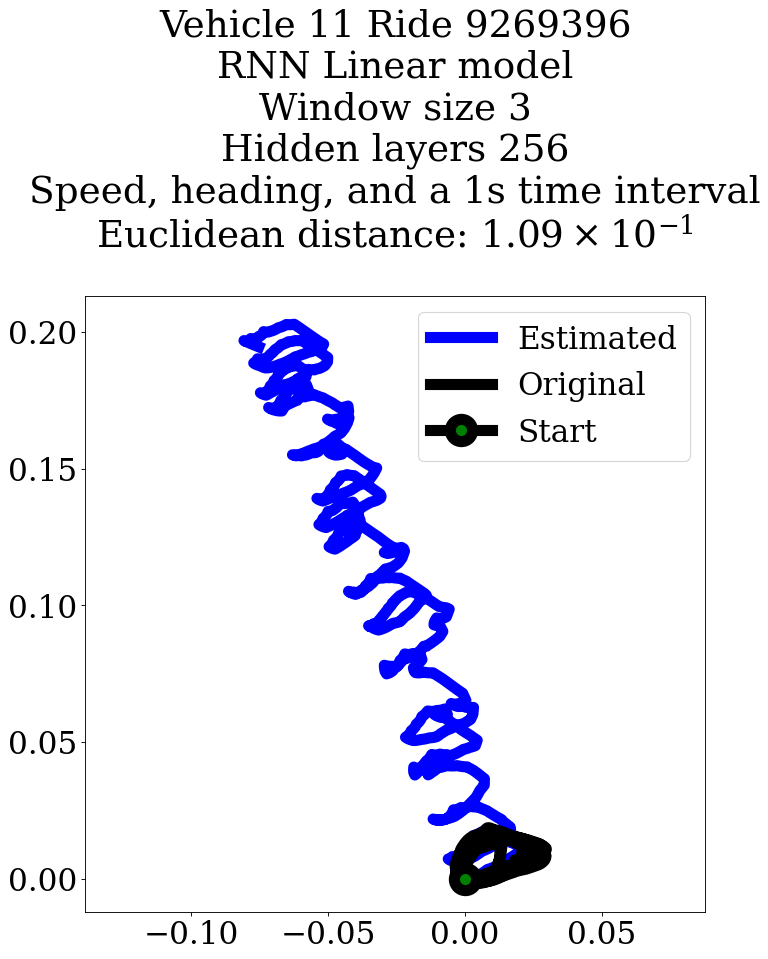 Vehicle 11 Ride 9269396
RNN Linear model
Window size 3
Hidden layers 256
Speed, heading, and a 1s time interval
Euclidean distance: 1.09 × 10⁻¹
Estimated
Original
Start
0.20
0.15
0.10
0.05
0.00
−0.10 −0.05 0.00 0.05